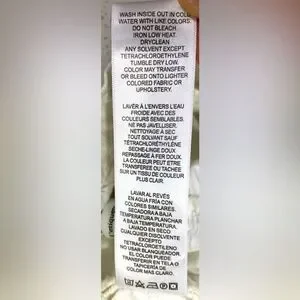 WASH INSIDE OUT IN COLD
WATER WITH LIKE COLORS.
DO NOT BLEACH.
IRON LOW HEAT.
DRYCLEAN
ANY SOLVENT EXCEPT
TETRACHLOROETHYLENE
TUMBLE DRY LOW.
COLOR MAY TRANSFER
OR BLEED ONTO LIGHTER
COLORED FABRIC OR
UPHOLSTERY.
LAVER À L'ENVERS L'EAU
FROIDE AVEC DES
COULEURS SEMBLABLES.
NE PAS JAVELLISER.
NETTOYAGE À SEC
TOUT SOLVANT SAUF
TÉTRACHLORÉTHYLÈNE
SÈCHE-LINGE DOUX
REPASSAGE À FER DOUX.
LA COULEUR PEUT ÊTRE
TRANSFERÉE OU TACHÉE
SUR UN TISSU DE COULEUR
PLUS CLAIR.
LAVAR AL REVÉS
EN AGUA FRÍA CON
COLORES SIMILARES.
SECADORA A BAJA
TEMPERATURA PLANCHAR
A BAJA TEMPERATURA.
LAVADO EN SECO
CUALQUIER DISOLVENTE
EXCEPTO
TETRACLOROETILENO
NO USAR BLANQUEADOR.
EL COLOR PUEDE
TRANSFERIR EN TELA O
TAPICERÍA DE
COLOR MAS CLARO.